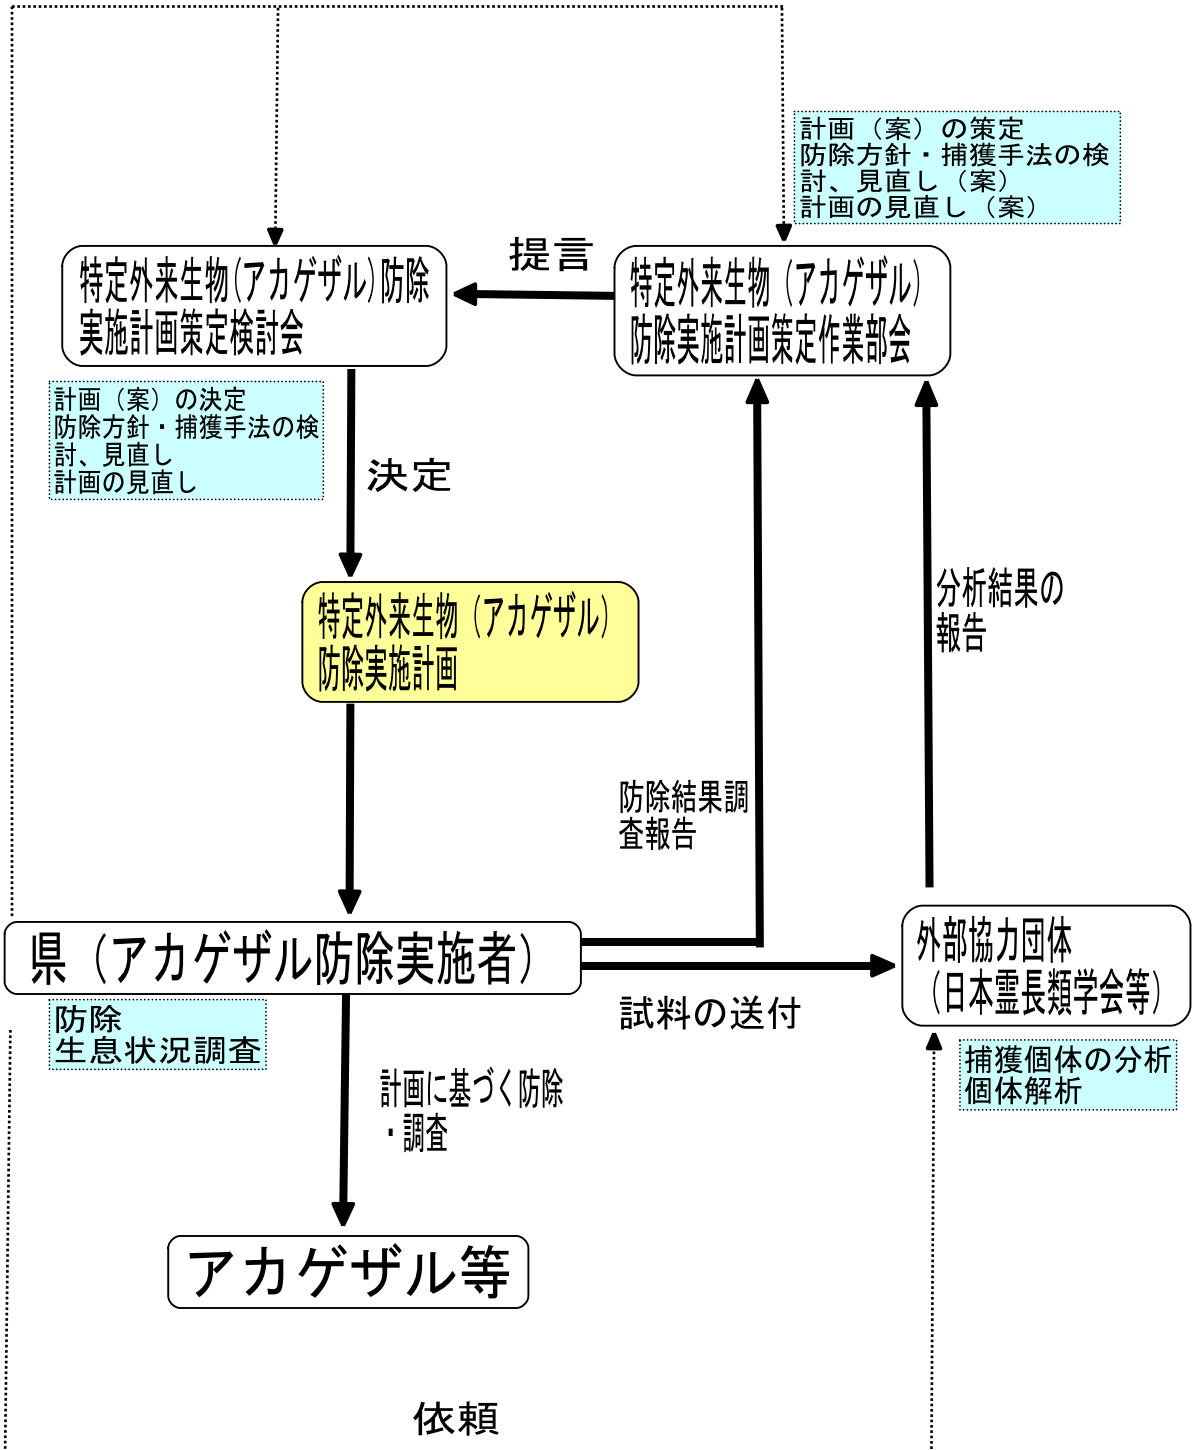 計画（案）の策定
防除方針・捕獲手法の検
討、見直し（案）
計画の見直し（案）
提言
特定外来生物(アカゲザル)防除
実施計画策定検討会
特定外来生物（アカゲザル）
防除実施計画策定作業部会
計画（案）の決定
防除方針・捕獲手法の検
討、見直し
計画の見直し
決定
特定外来生物（アカゲザル）
防除実施計画
分析結果の
報告
防除結果調
査報告
県（アカゲザル防除実施者）
外部協力団体
（日本霊長類学会等）
防除
生息状況調査
試料の送付
捕獲個体の分析
個体解析
計画に基づく防除
・調査
アカゲザル等
依頼